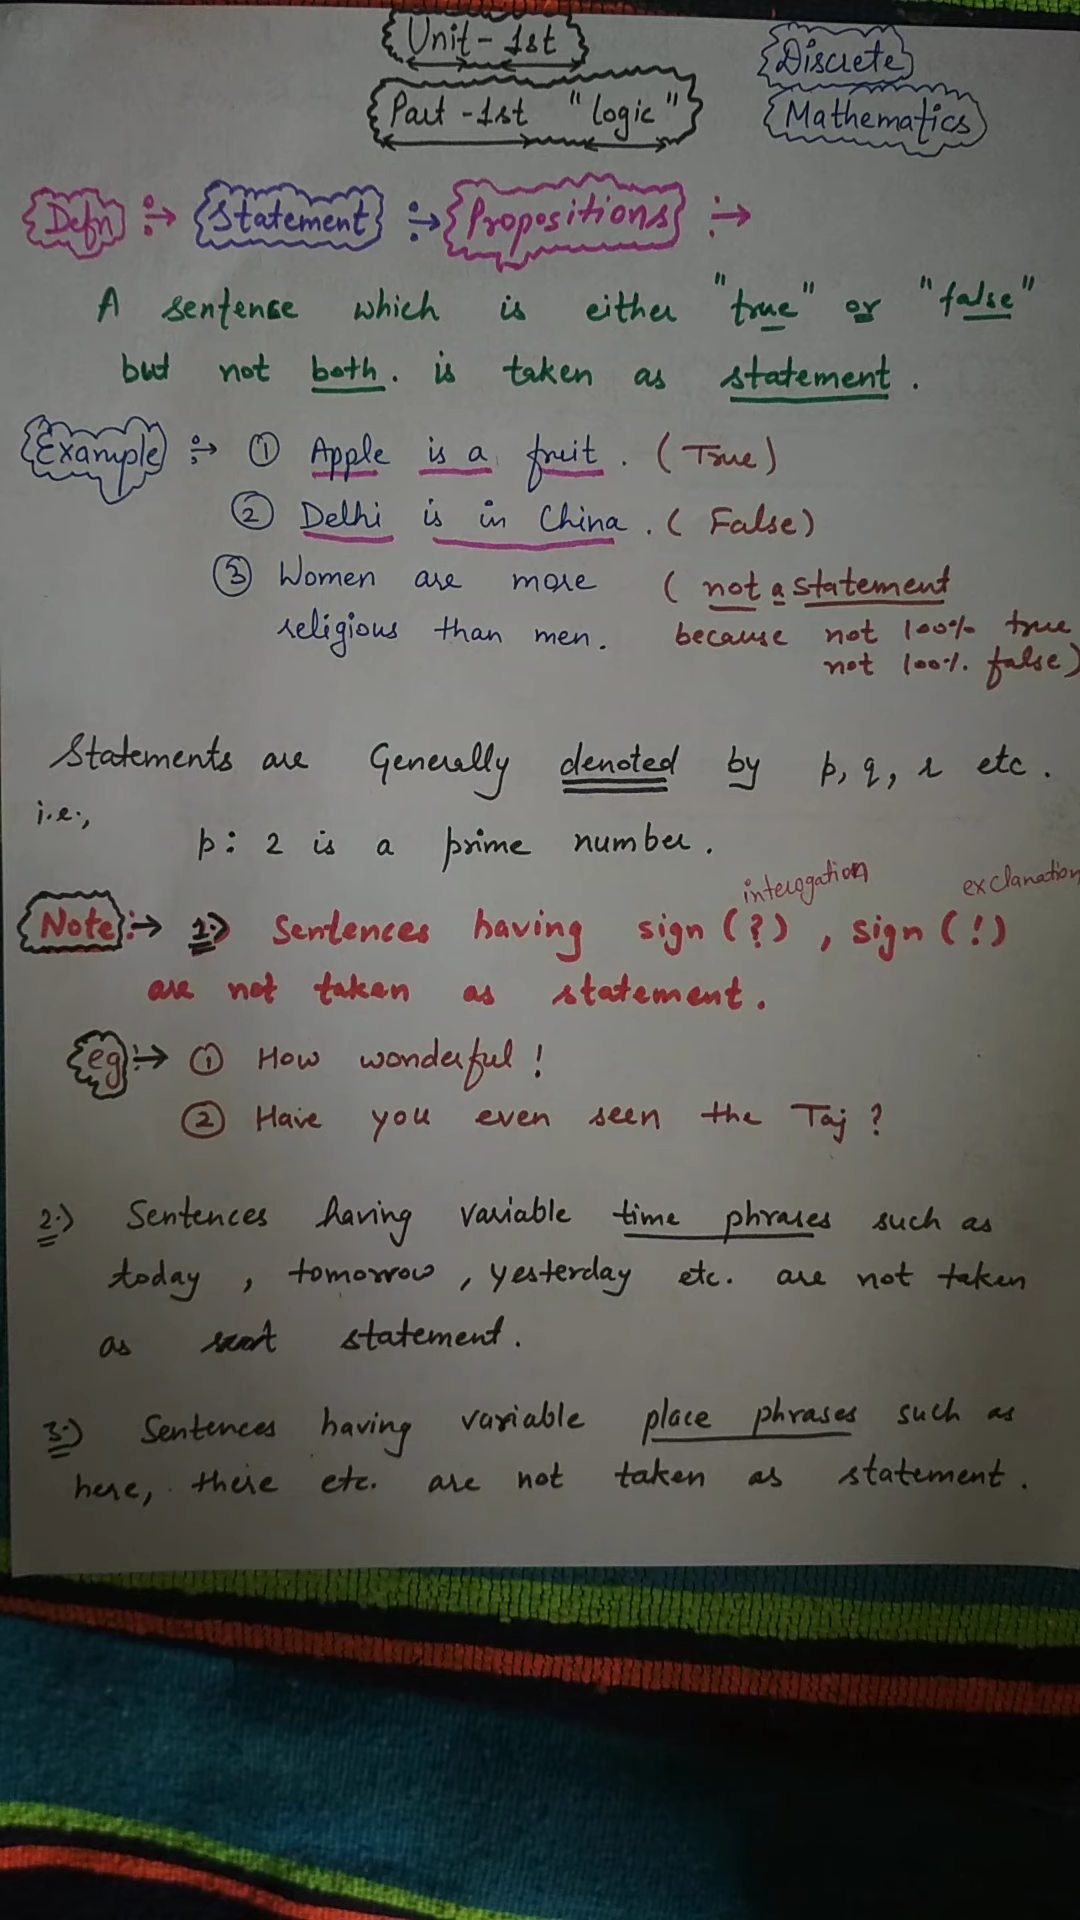 Unit - 1st
Part - 1st "logic"
Discrete
Mathematics
Defn :→ Statement :→ Propositions :→
A sentense which is either "true" or "false"
but not both. is taken as statement.
Example :→ ① Apple is a fruit. (True)
② Delhi is in China. (False)
③ Women are more religious than men. (not a statement
because not 100% true
not 100% false)
Statements are Generally denoted by p, q, r etc.
i.e.,
p: 2 is a prime number.
interogation exclanation
Note :→ 1.) Sentences having sign (?), sign (!)
are not taken as statement.
eg :→ ① How wonderful!
② Have you even seen the Taj?
2.) Sentences having variable time phrases such as
today, tomorrow, yesterday etc. are not taken
as statement.
3.) Sentences having variable place phrases such as
here, there etc. are not taken as statement.